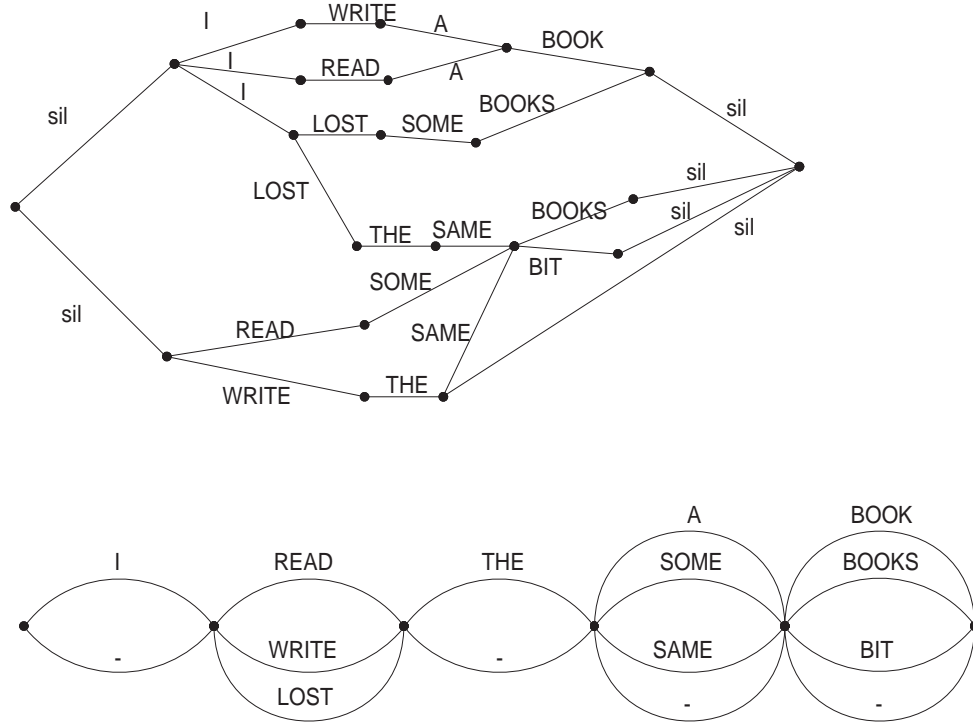 I WRITE A BOOK
I READ A
I
sil LOST SOME BOOKS sil
LOST
THE SAME BOOKS sil
BIT sil
SOME sil
sil READ SAME
WRITE THE
A BOOK
I READ THE SOME BOOKS
- WRITE - SAME BIT
LOST - -